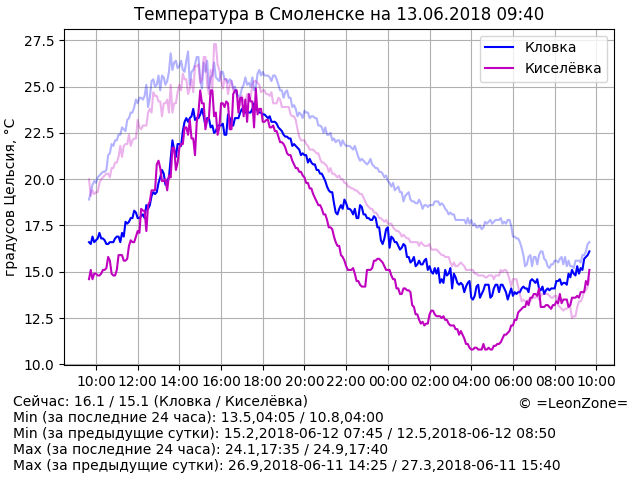 Температура в Смоленске на 13.06.2018 09:40
27.5
25.0
22.5
20.0
17.5
15.0
12.5
10.0
градусов Цельсия, °C
Кловка
Киселёвка
10:00 12:00 14:00 16:00 18:00 20:00 22:00 00:00 02:00 04:00 06:00 08:00 10:00
Сейчас: 16.1 / 15.1 (Кловка / Киселёвка)
© =LeonZone=
Min (за последние 24 часа): 13.5,04:05 / 10.8,04:00
Min (за предыдущие сутки): 15.2,2018-06-12 07:45 / 12.5,2018-06-12 08:50
Max (за последние 24 часа): 24.1,17:35 / 24.9,17:40
Max (за предыдущие сутки): 26.9,2018-06-11 14:25 / 27.3,2018-06-11 15:40